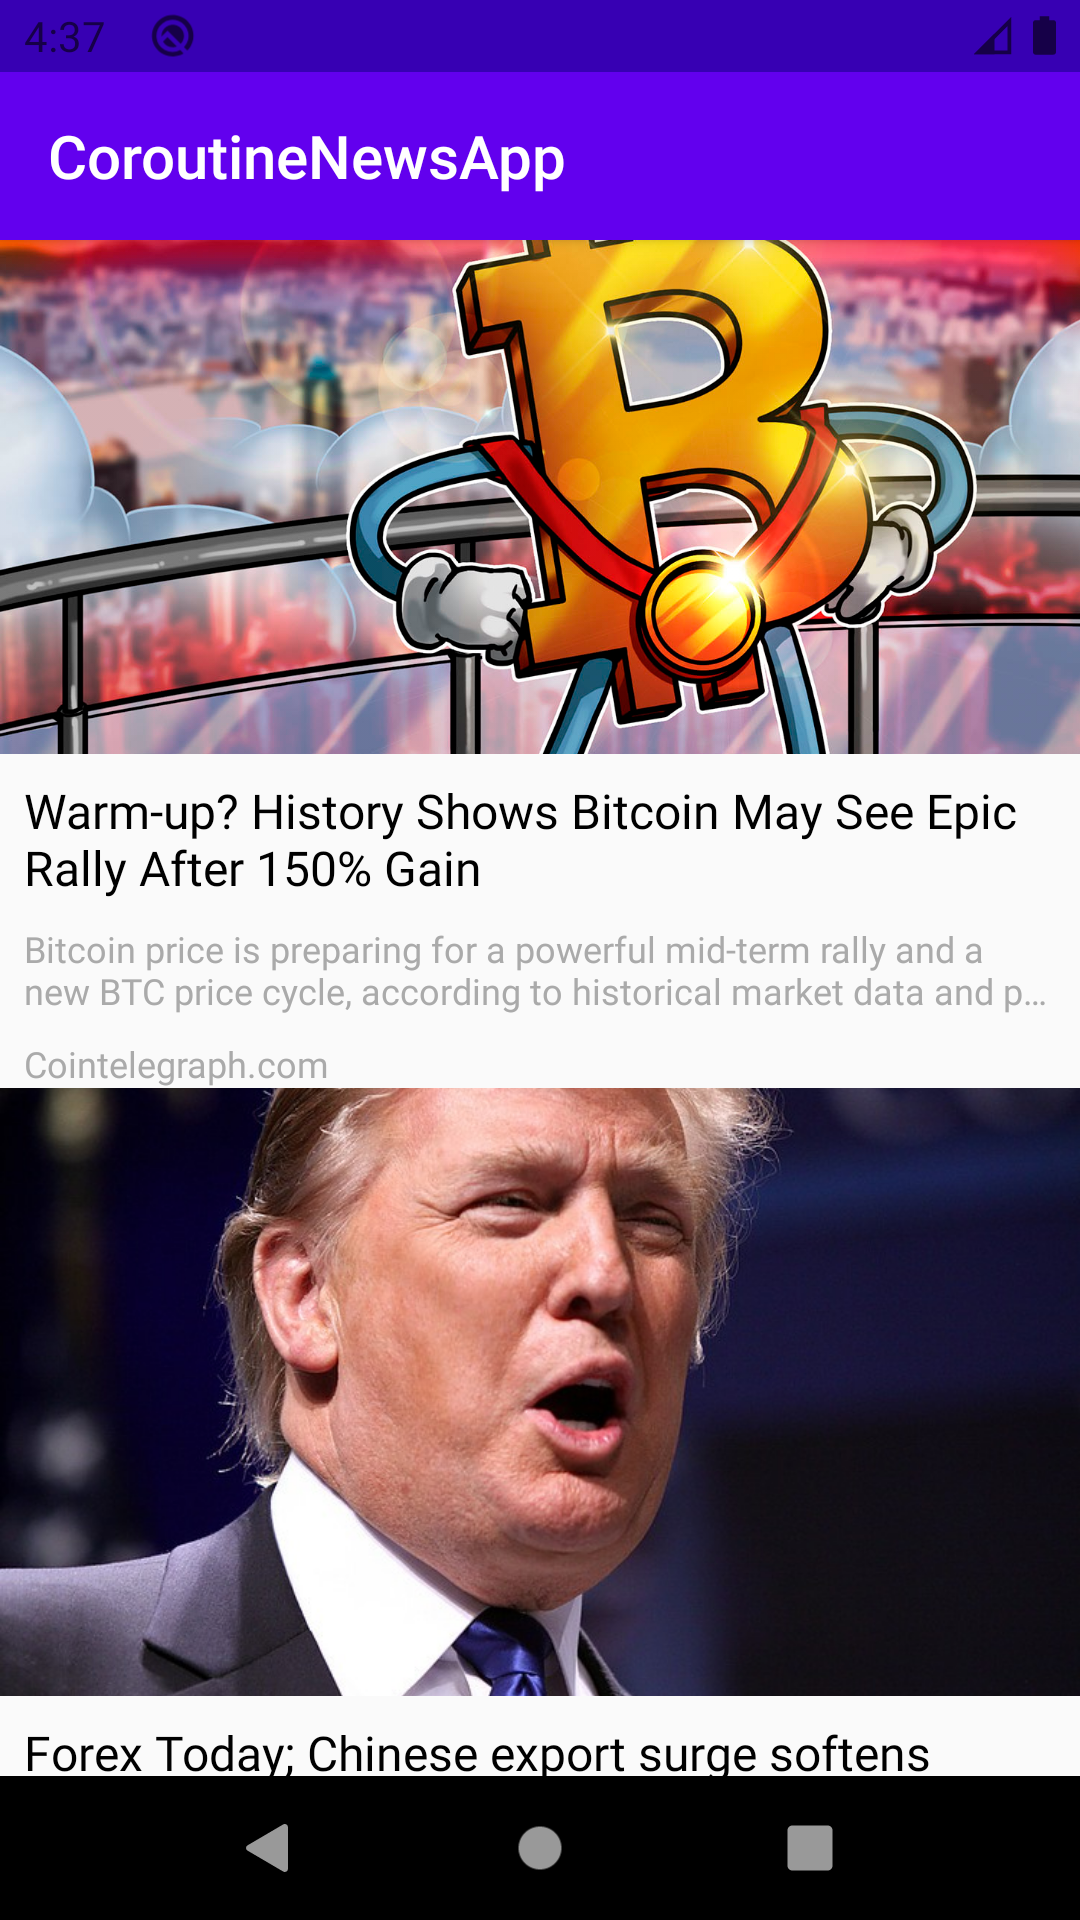 4:37
CoroutineNewsApp
Warm-up? History Shows Bitcoin May See Epic
Rally After 150% Gain
Bitcoin price is preparing for a powerful mid-term rally and a
new BTC price cycle, according to historical market data and p…
Cointelegraph.com
Forex Today; Chinese export surge softens